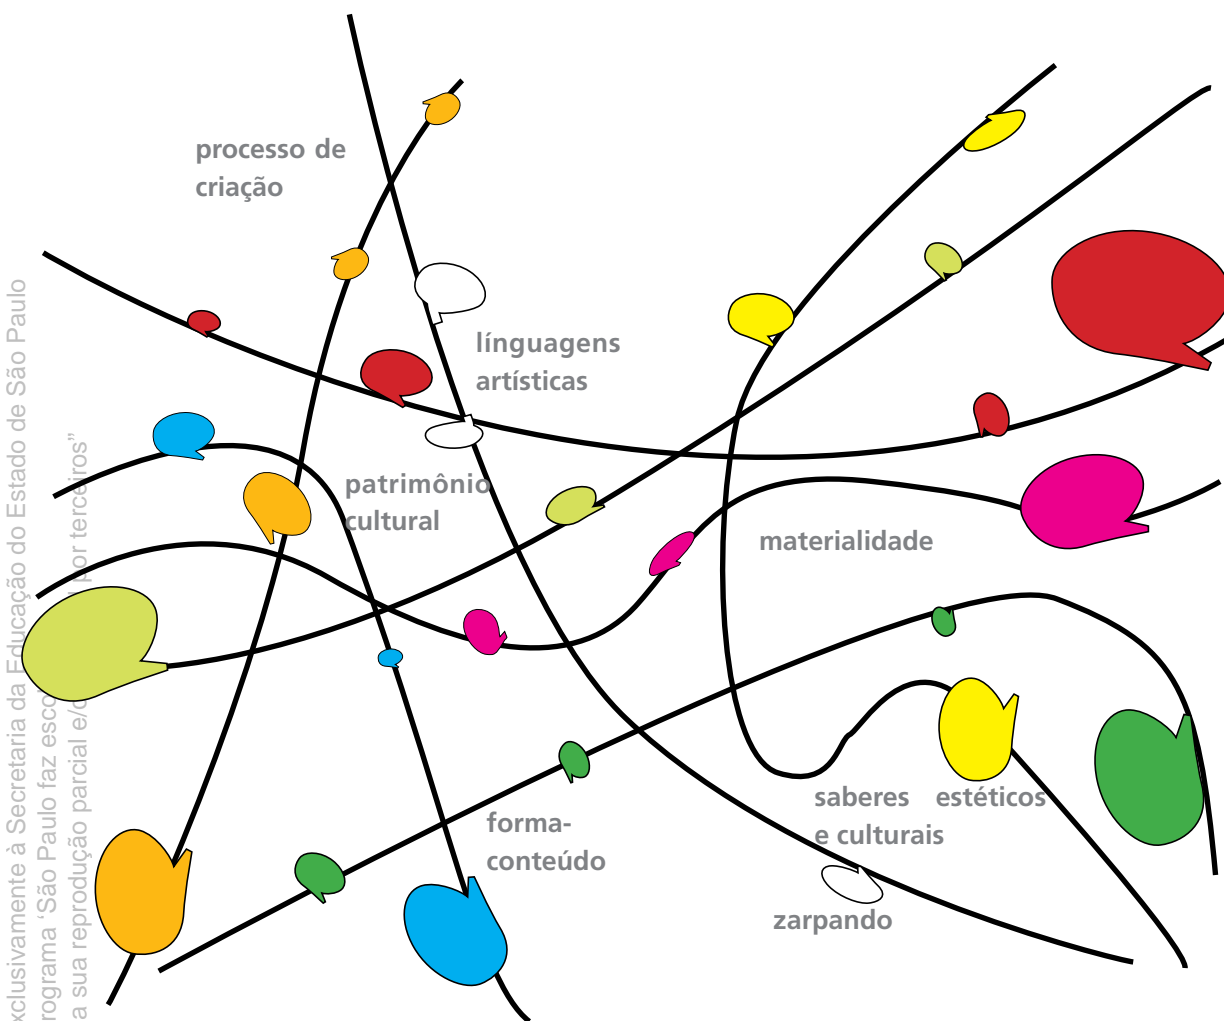 processo de
criação
línguagens
artísticas
patrimônio
cultural
materialidade
saberes estéticos
e culturais
forma-
conteúdo
zarpando
xclusivamente à Secretaria da Educação do Estado de São Paulo
rograma ‘São Paulo faz
a sua reprodução parcial por terceiros”